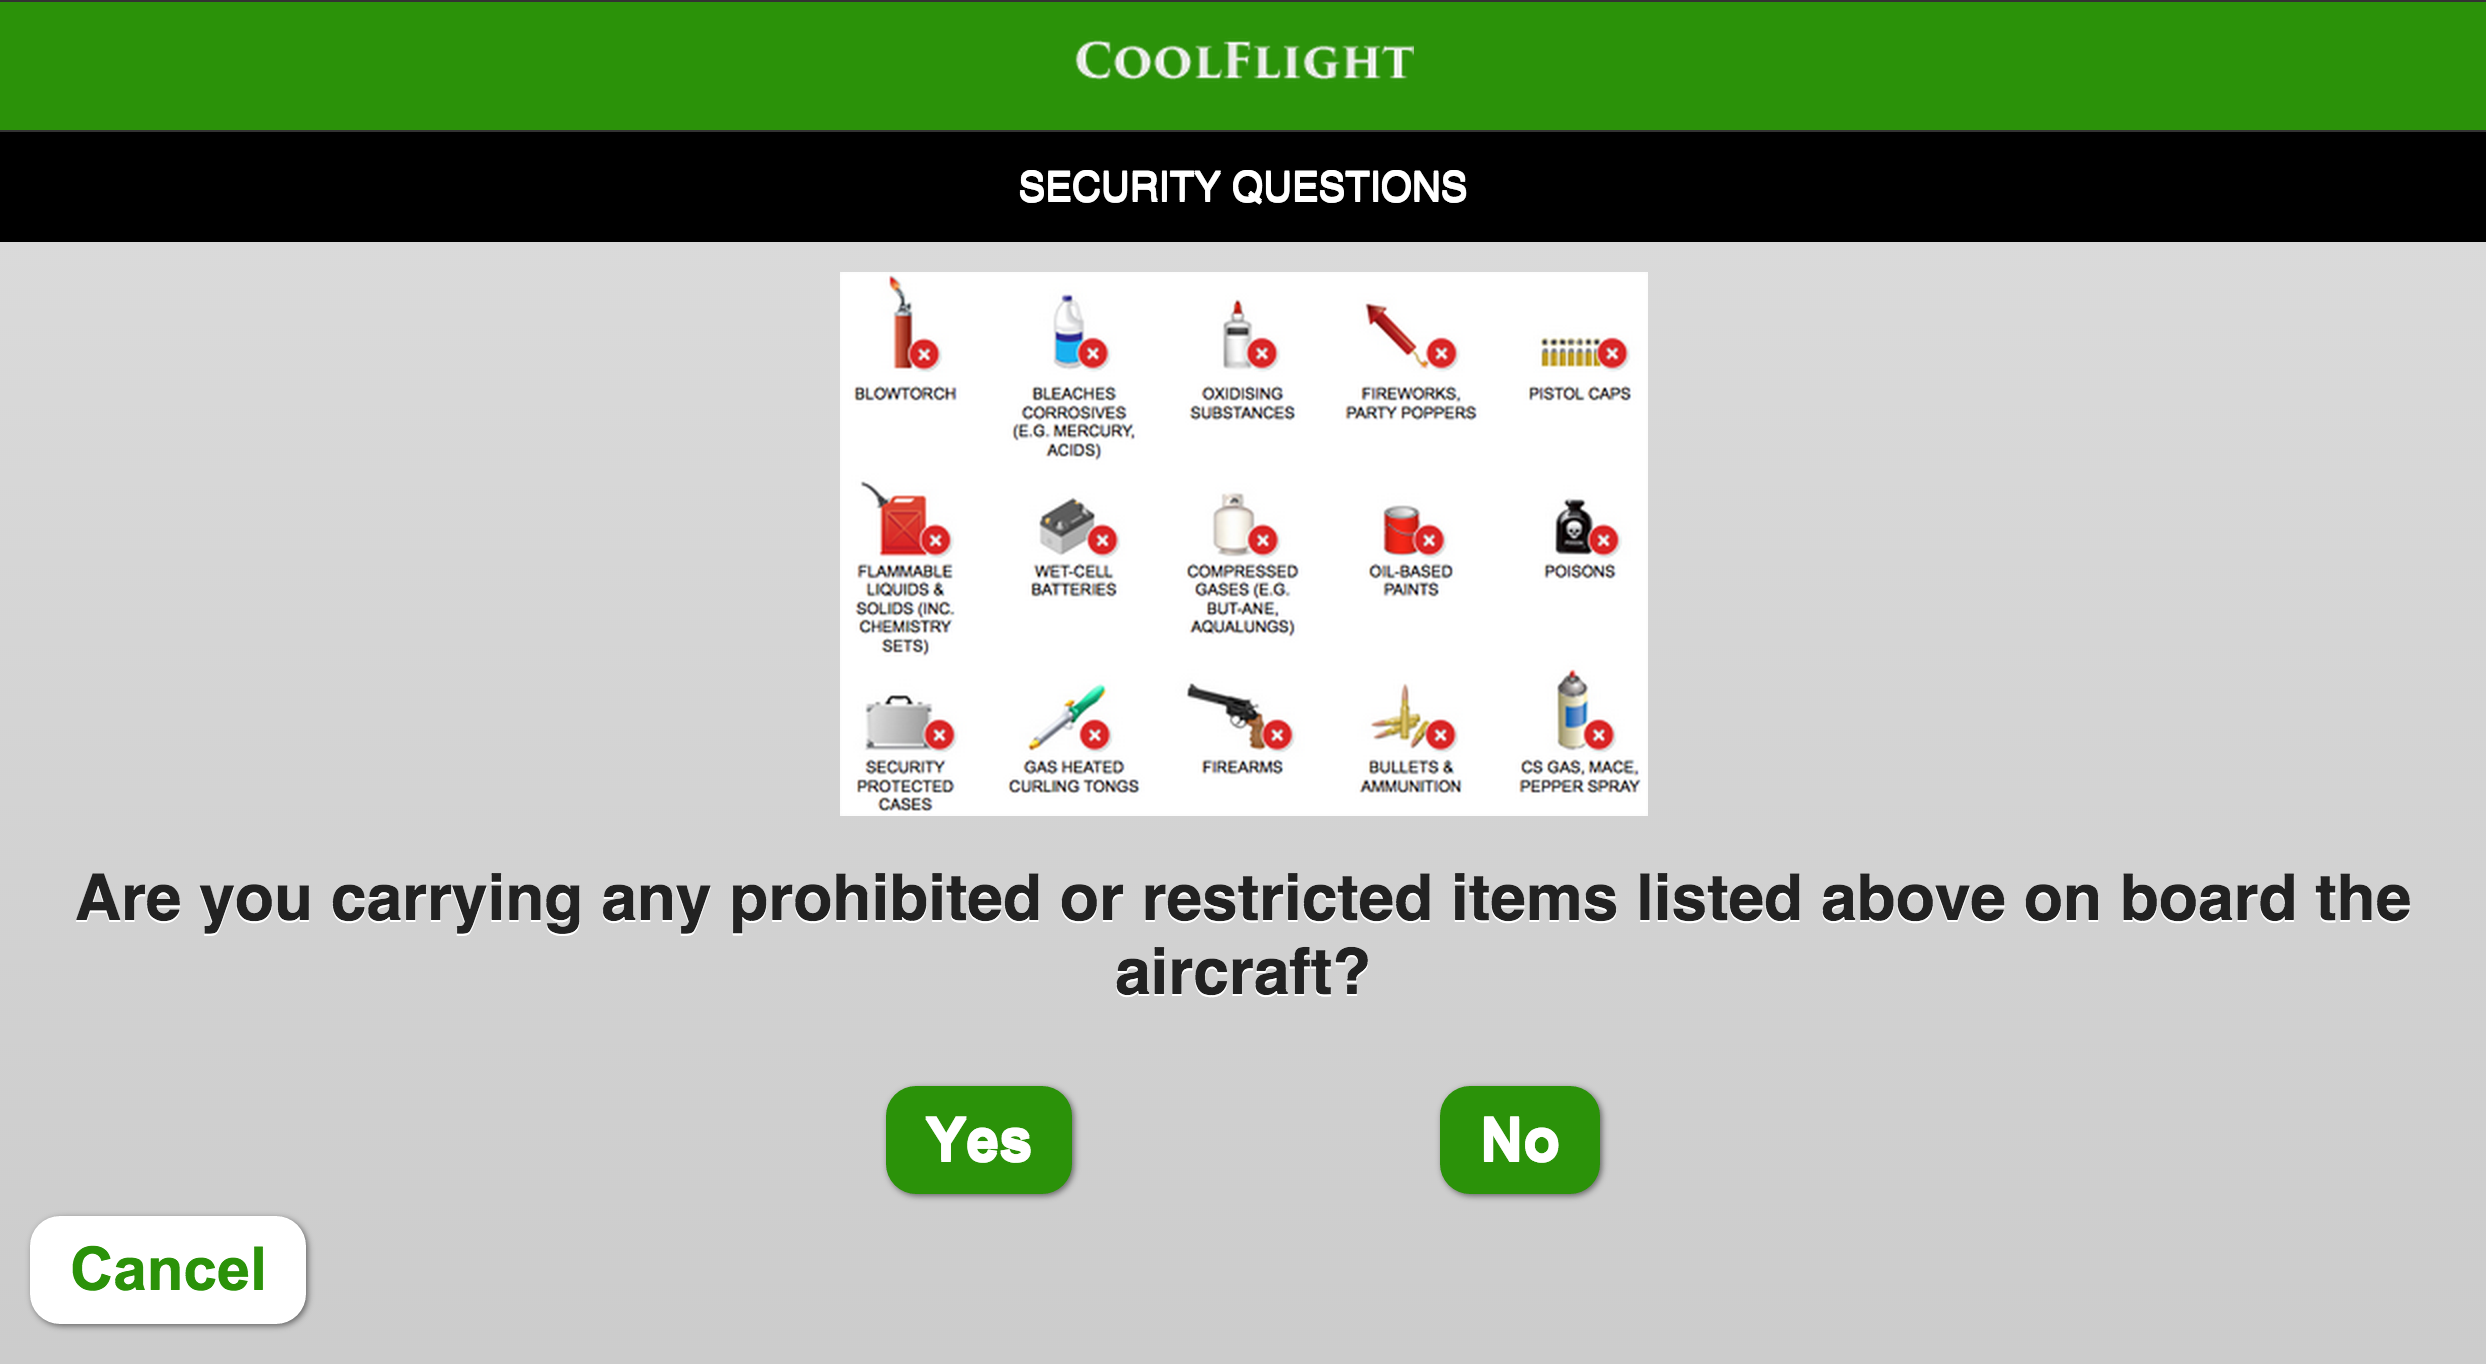 COOLFLIGHT
SECURITY QUESTIONS
BLOWTORCH
BLEACHES
CORROSIVES
(E.G. MERCURY,
ACIDS)
OXIDISING
SUBSTANCES
FIREWORKS,
PARTY POPPERS
PISTOL CAPS
FLAMMABLE
LIQUIDS &
SOLIDS (INC.
CHEMISTRY
SETS)
WET-CELL
BATTERIES
COMPRESSED
GASES (E.G.
BUT-ANE,
AQUALUNGS)
OIL-BASED
PAINTS
POISON
POISONS
SECURITY
PROTECTED
CASES
GAS HEATED
CURLING TONGS
FIREARMS
BULLETS &
AMMUNITION
CS GAS, MACE,
PEPPER SPRAY
Are you carrying any prohibited or restricted items listed above on board the
aircraft?
Yes
No
Cancel